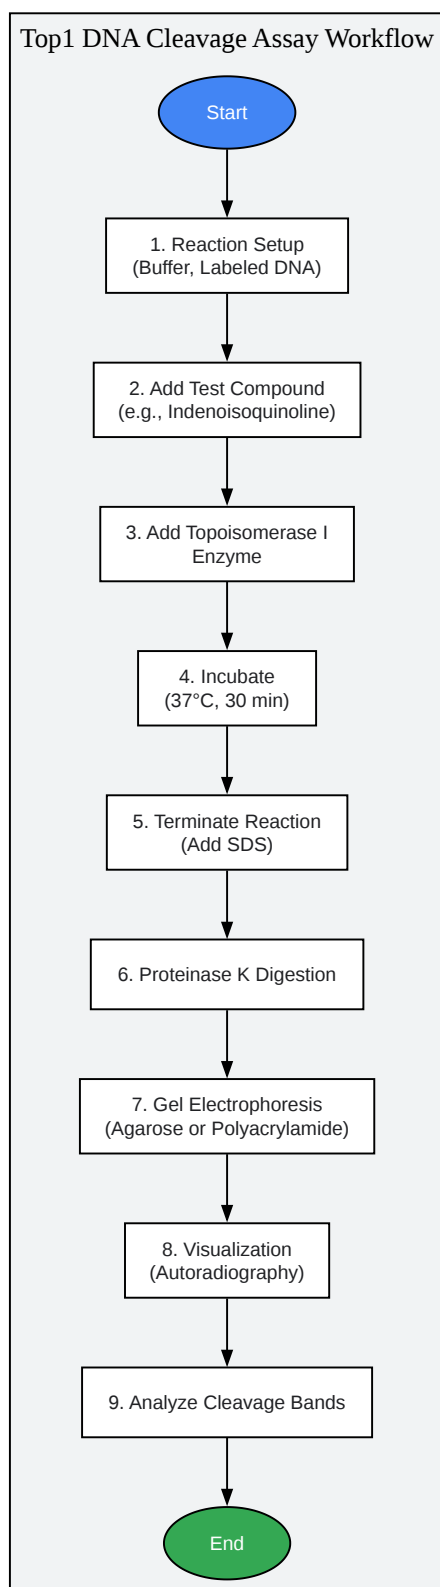 Top1 DNA Cleavage Assay Workflow
Start
1. Reaction Setup
(Buffer, Labeled DNA)
2. Add Test Compound
(e.g., Indenoisoquinoline)
3. Add Topoisomerase I
Enzyme
4. Incubate
(37°C, 30 min)
5. Terminate Reaction
(Add SDS)
6. Proteinase K Digestion
7. Gel Electrophoresis
(Agarose or Polyacrylamide)
8. Visualization
(Autoradiography)
9. Analyze Cleavage Bands
End